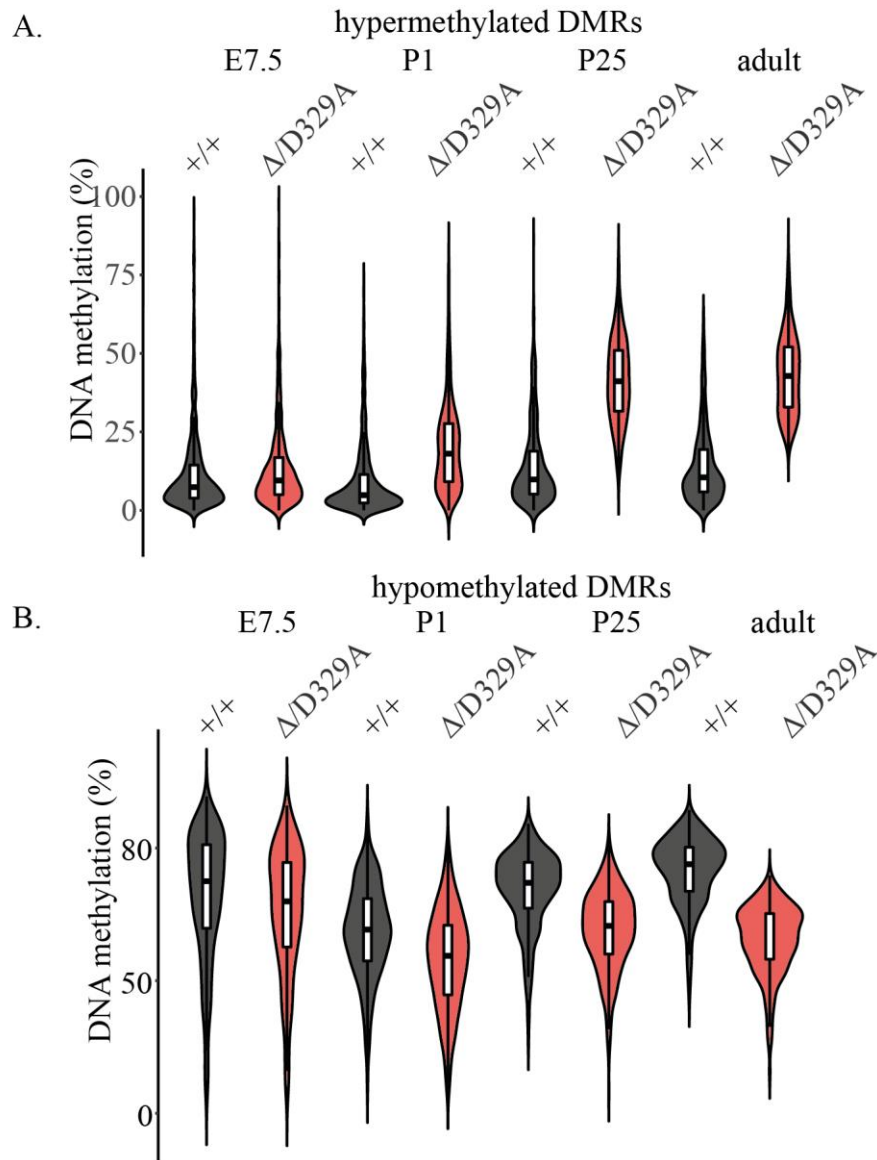 A.
hypermethylated DMRs
E7.5 P1 P25 adult
+/+ Δ/D329A +/+ Δ/D329A +/+ Δ/D329A +/+ Δ/D329A
DNA methylation (%)
100
75
50
25
0
B.
hypomethylated DMRs
E7.5 P1 P25 adult
+/+ Δ/D329A +/+ Δ/D329A +/+ Δ/D329A +/+ Δ/D329A
DNA methylation (%)
80
50
0